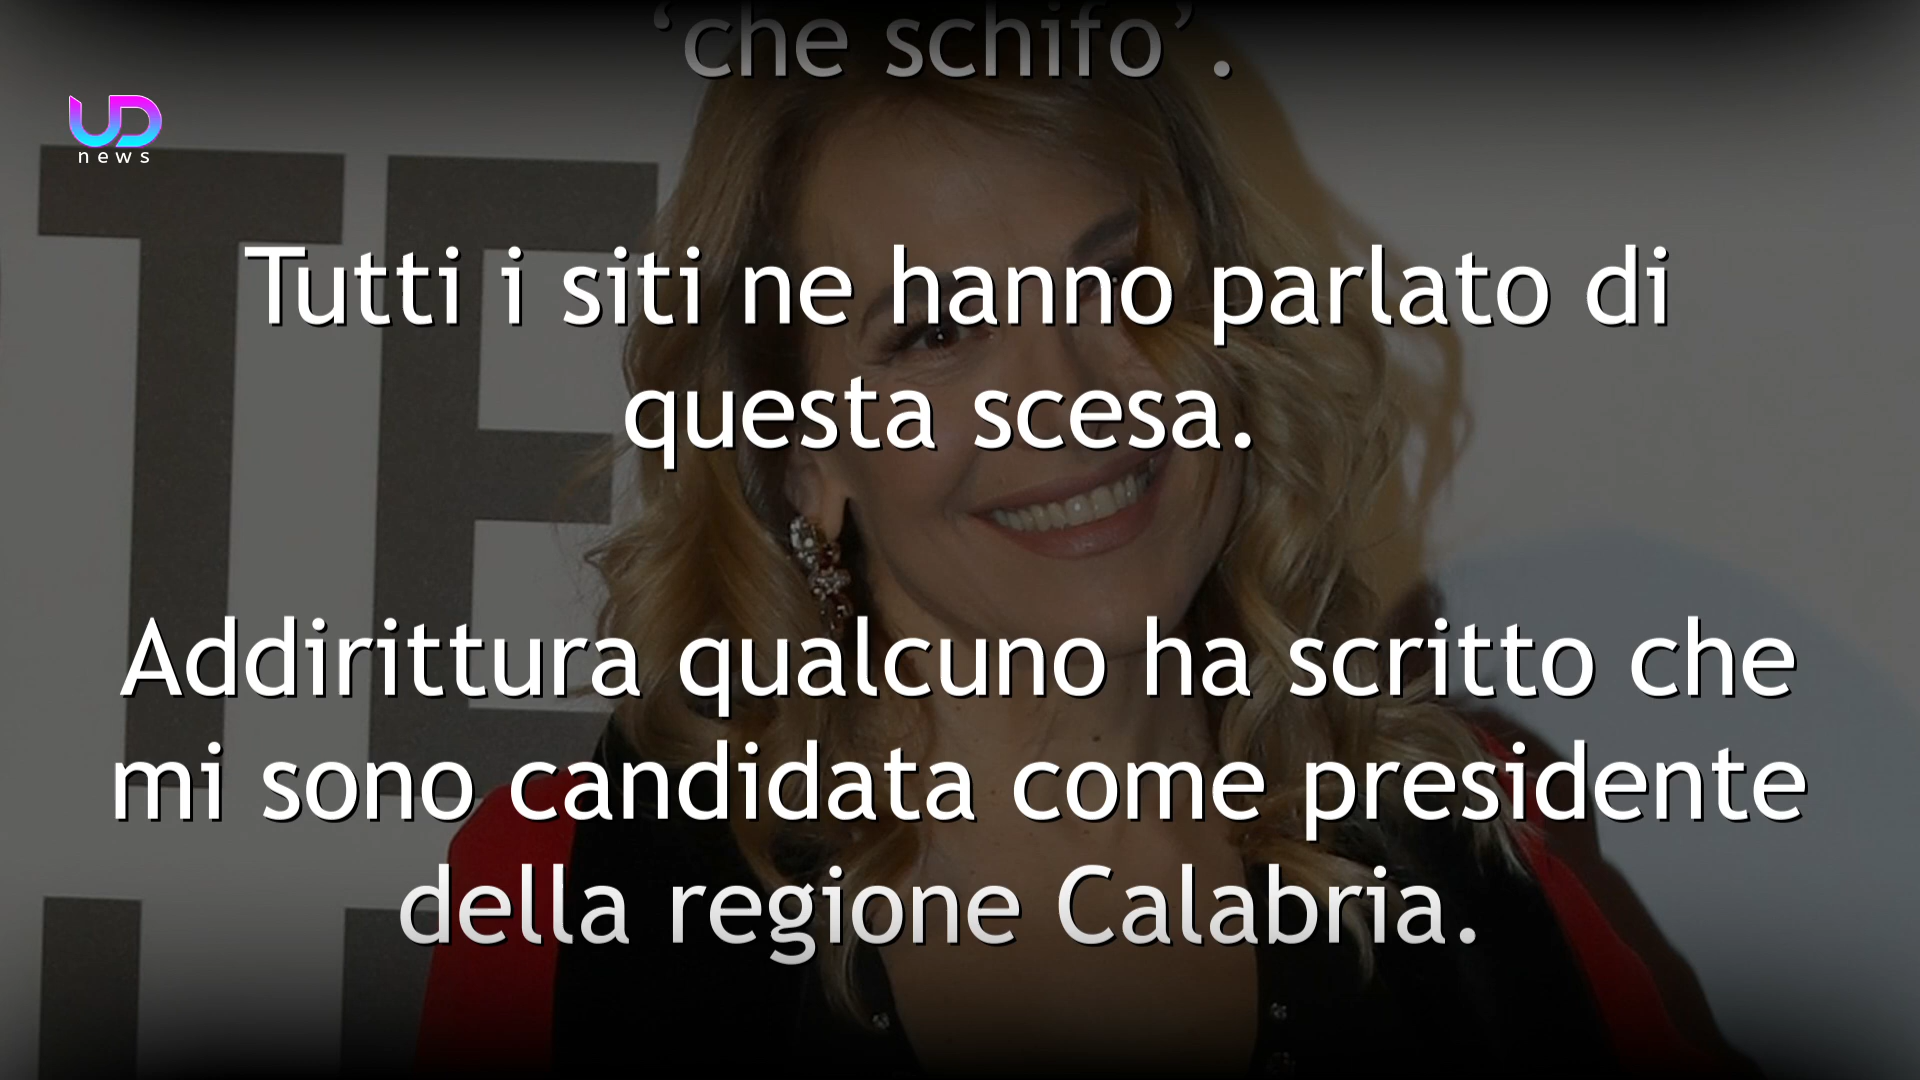 ‘che schifo’.
UD
news
Tutti i siti ne hanno parlato di
questa scesa.
Addirittura qualcuno ha scritto che
mi sono candidata come presidente
della regione Calabria.
TE